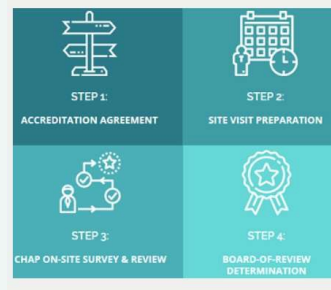 STEP 1:
ACCREDITATION AGREEMENT
STEP 2:
SITE VISIT PREPARATION
STEP 3:
CHAP ON-SITE SURVEY & REVIEW
STEP 4:
BOARD-OF-REVIEW
DETERMINATION